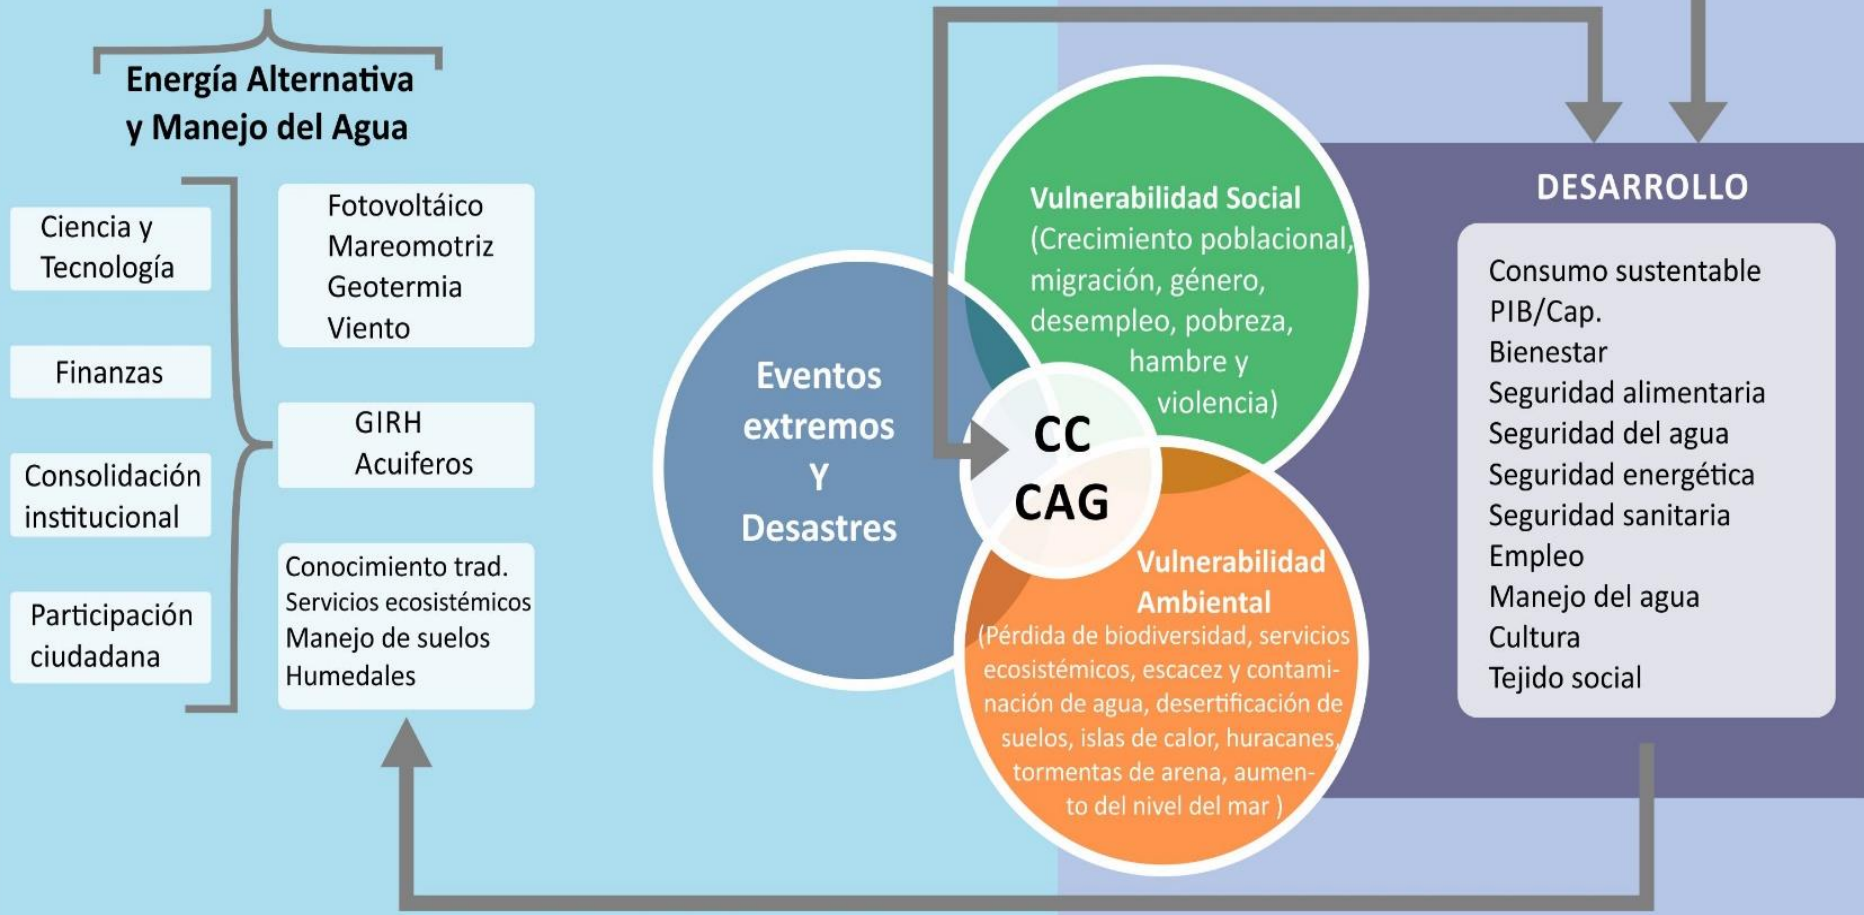 Energía Alternativa
y Manejo del Agua
Ciencia y
Tecnología
Finanzas
Consolidación
institucional
Participación
ciudadana
Fotovoltáico
Mareomotriz
Geotermia
Viento
GIRH
Acuiferos
Conocimiento trad.
Servicios ecosistémicos
Manejo de suelos
Humedales
Eventos
extremos
Y
Desastres
Vulnerabilidad Social
(Crecimiento poblacional,
migración, género,
desempleo, pobreza,
hambre y
violencia)
CC
CAG
Vulnerabilidad
Ambiental
(Pérdida de biodiversidad, servicios
ecosistémicos, escacez y contami-
nación de agua, desertificación de
suelos, islas de calor, huracanes,
tormentas de arena, aumen-
to del nivel del mar )
DESARROLLO
Consumo sustentable
PIB/Cap.
Bienestar
Seguridad alimentaria
Seguridad del agua
Seguridad energética
Seguridad sanitaria
Empleo
Manejo del agua
Cultura
Tejido social